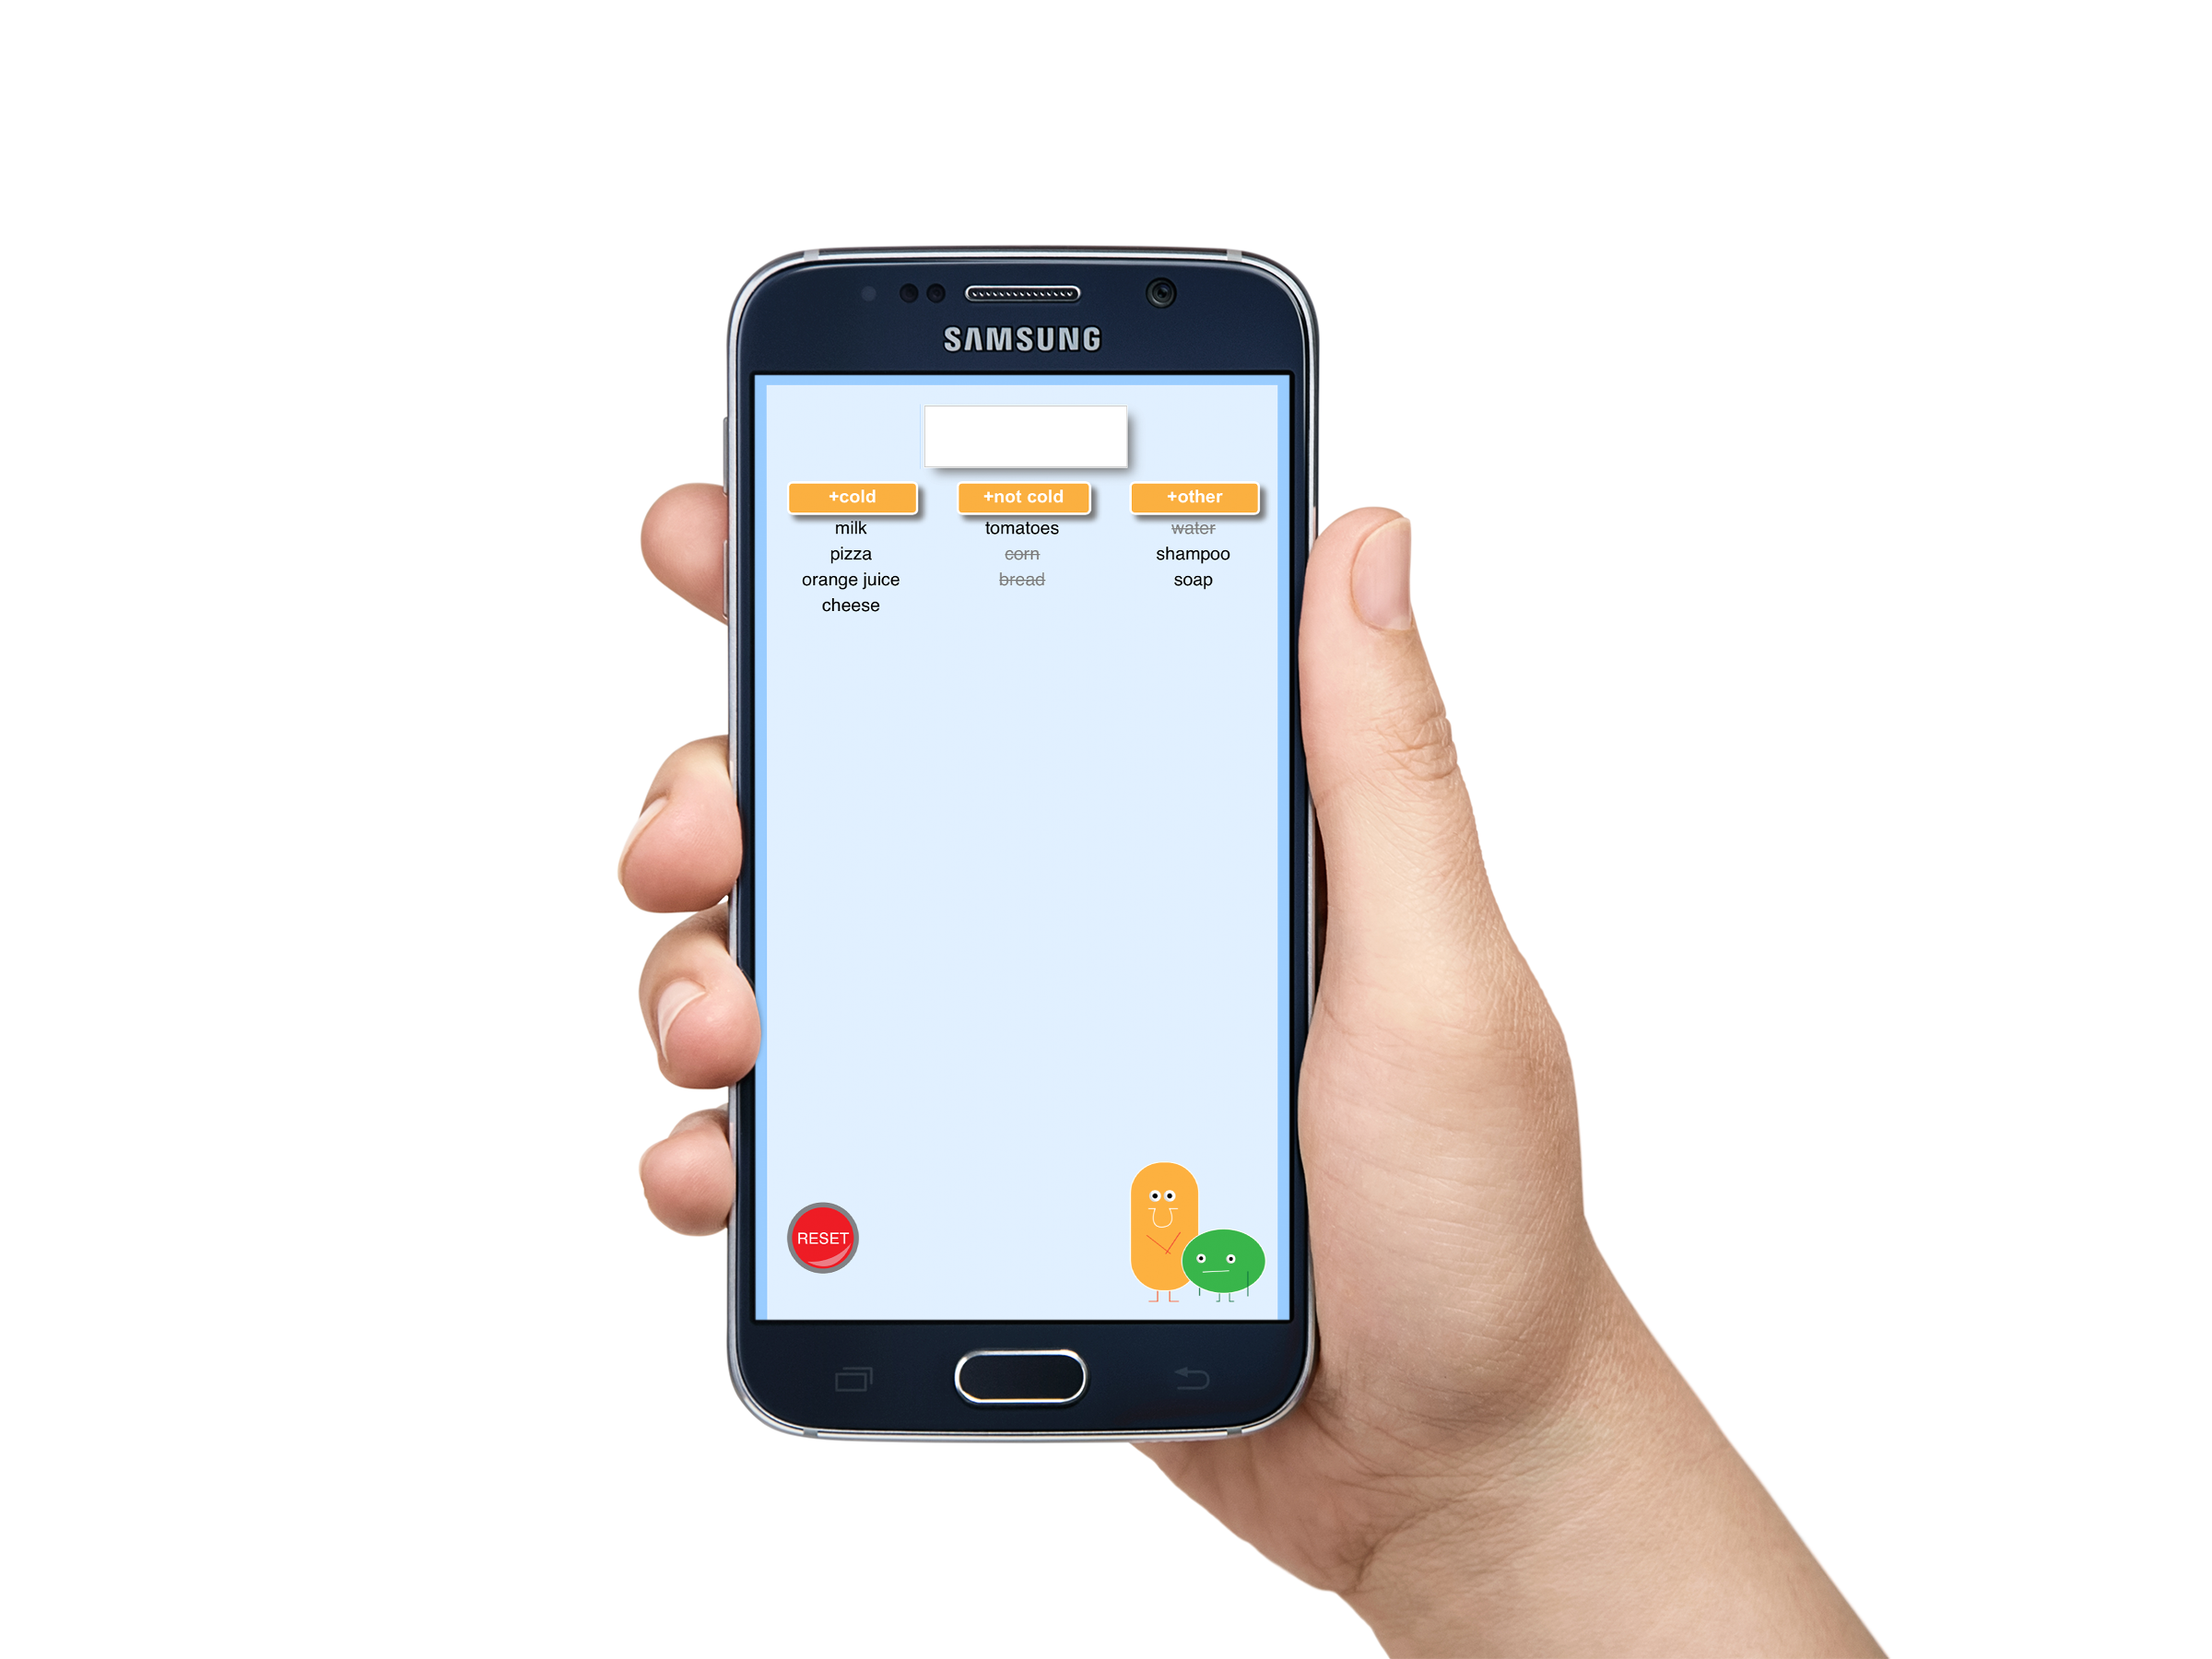 SAMSUNG
+cold +not cold +other
milk tomatoes water
pizza corn shampoo
orange juice bread soap
cheese
RESET